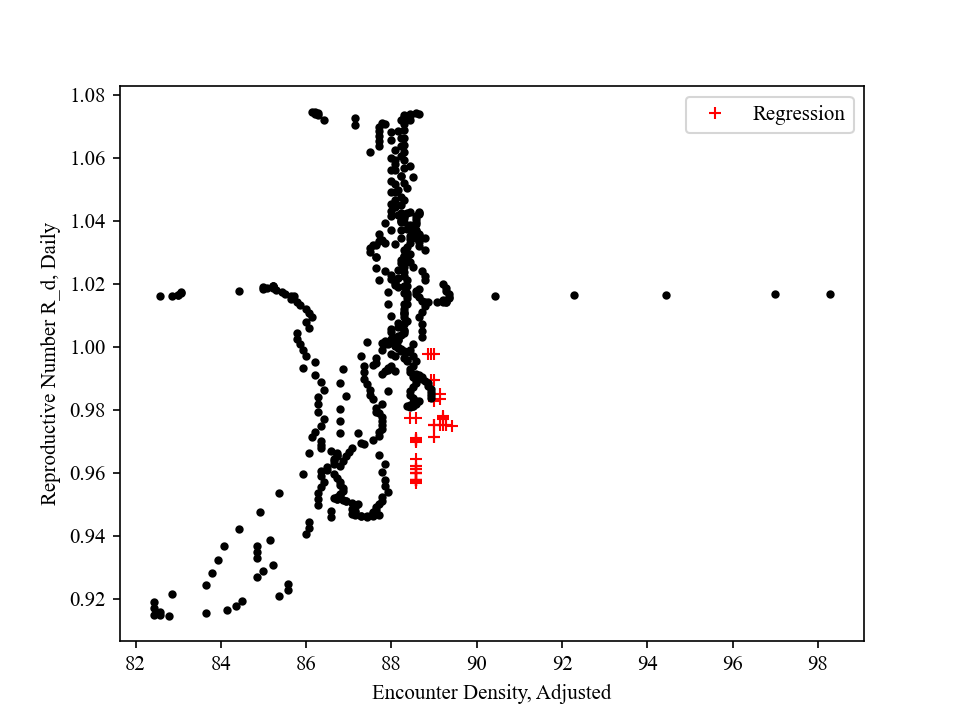 Regression
1.08
1.06
1.04
1.02
1.00
0.98
0.96
0.94
0.92
Reproductive Number R_d, Daily
82 84 86 88 90 92 94 96 98
Encounter Density, Adjusted